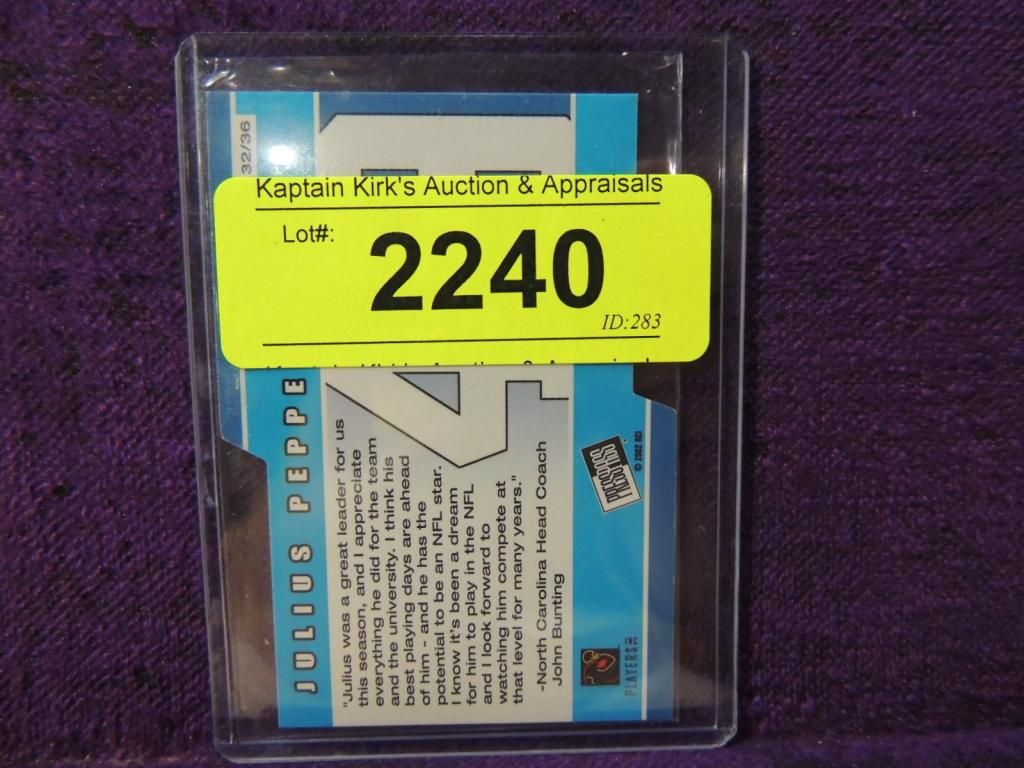 Kaptain Kirk's Auction & Appraisals
Lot#:
2240
ID:283
32/36
JULIUS PEPPE
"Julius was a great leader for us
this season, and I appreciate
everything he did for the team
and the university. I think his
best playing days are ahead
of him - and he has the
potential to be an NFL star.
I know it's been a dream
for him to play in the NFL
and I look forward to
watching him compete at
that level for many years."
-North Carolina Head Coach
John Bunting
PRESS PASS
© 2002 RCI
PLAYERS INC